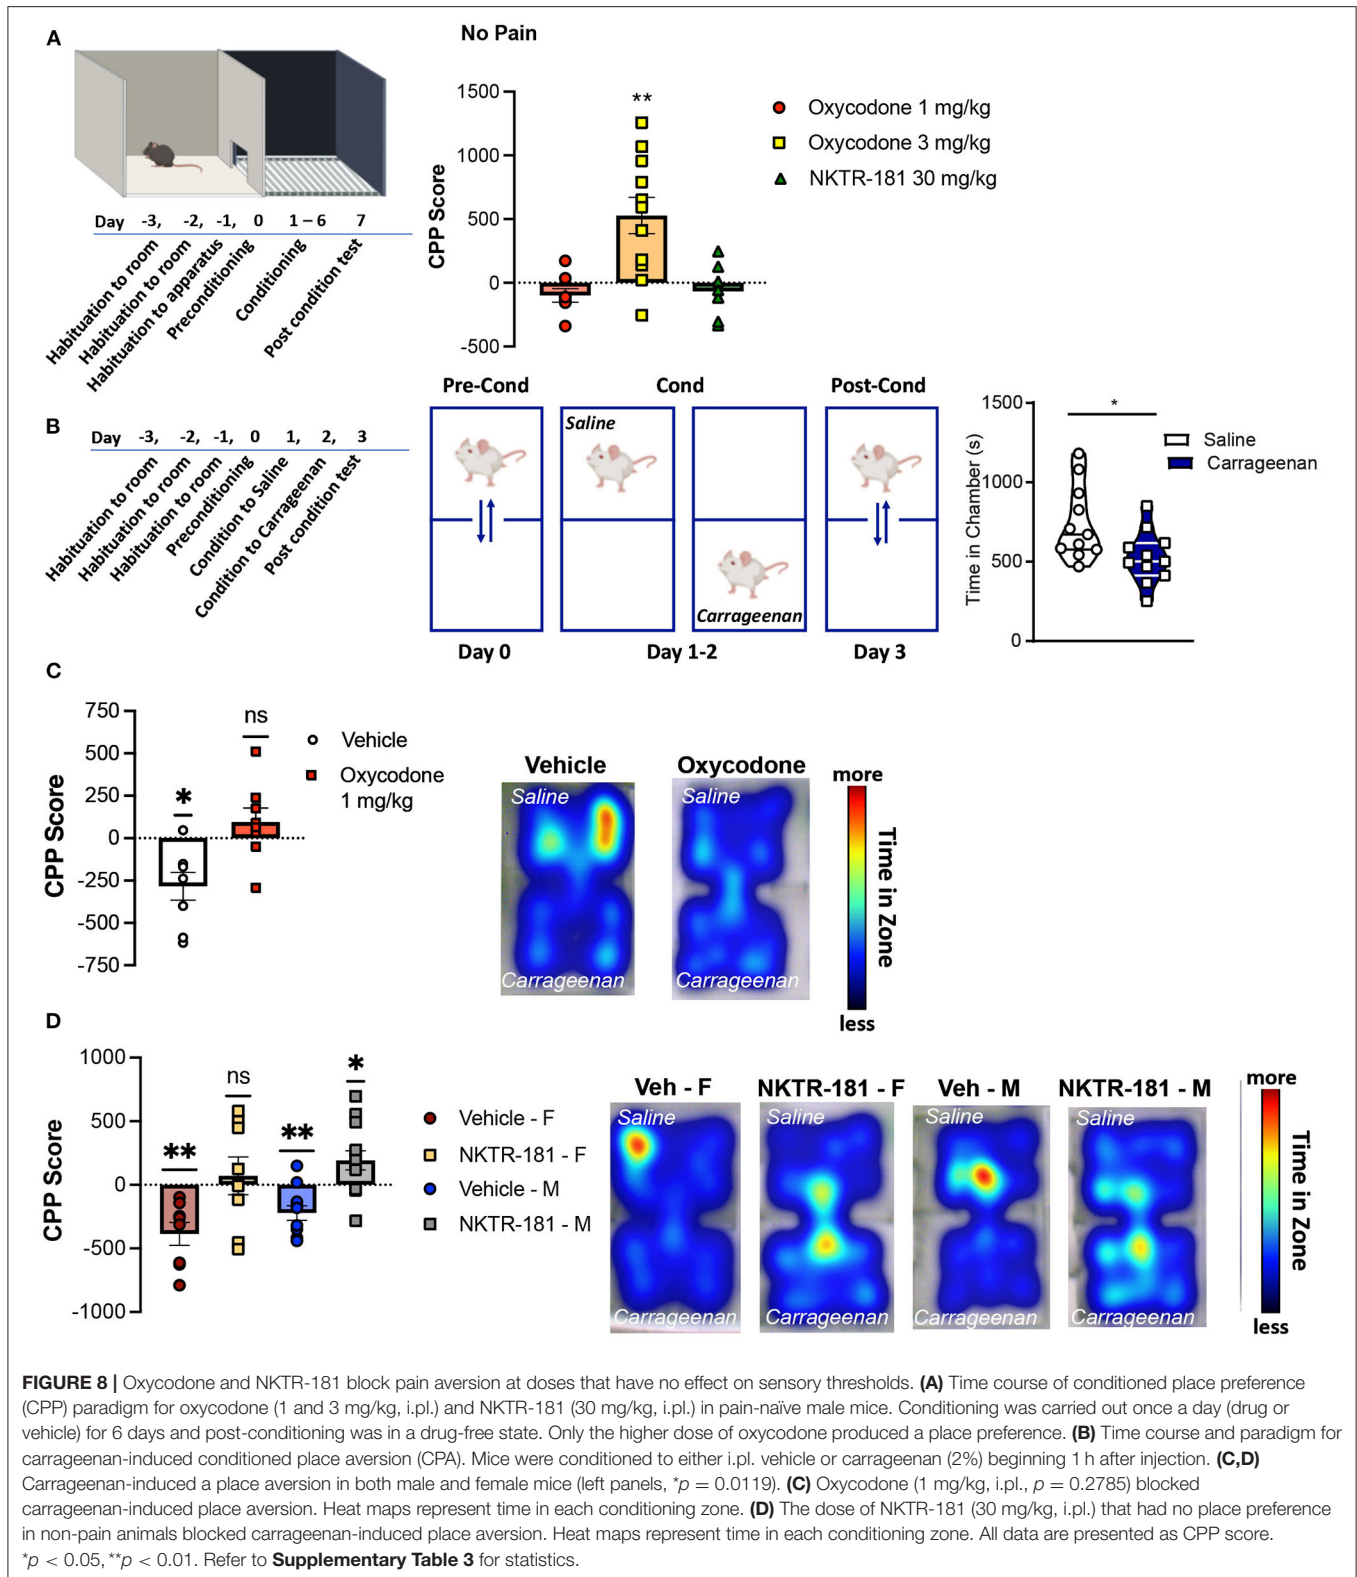 A
No Pain
1500
1000
500
0
-500
CPP Score
**
Oxycodone 1 mg/kg
Oxycodone 3 mg/kg
NKTR-181 30 mg/kg
Day -3, -2, -1, 0 1 – 6 7
Habituation to room
Habituation to room
Habituation to apparatus
Preconditioning
Conditioning
Post condition test
B
Day -3, -2, -1, 0 1, 2, 3
Habituation to room
Habituation to room
Habituation to room
Preconditioning
Condition to Saline
Condition to Carrageenan
Post condition test
Pre-Cond Cond Post-Cond
Saline
Carrageenan
Day 0 Day 1-2 Day 3
1500
1000
500
0
Time in Chamber (s)
*
Saline
Carrageenan
C
750
500
250
0
-250
-500
-750
CPP Score
*
ns
Vehicle
Oxycodone
1 mg/kg
Vehicle Oxycodone
Saline Saline
Carrageenan Carrageenan
more
Time in Zone
less
D
1000
500
0
-500
-1000
CPP Score
**
ns
**
*
Vehicle - F
NKTR-181 - F
Vehicle - M
NKTR-181 - M
Veh - F NKTR-181 - F Veh - M NKTR-181 - M
Saline Saline Saline Saline
Carrageenan Carrageenan Carrageenan Carrageenan
more
Time in Zone
less
FIGURE 8 | Oxycodone and NKTR-181 block pain aversion at doses that have no effect on sensory thresholds. (A) Time course of conditioned place preference
(CPP) paradigm for oxycodone (1 and 3 mg/kg, i.pl.) and NKTR-181 (30 mg/kg, i.pl.) in pain-naïve male mice. Conditioning was carried out once a day (drug or
vehicle) for 6 days and post-conditioning was in a drug-free state. Only the higher dose of oxycodone produced a place preference. (B) Time course and paradigm for
carrageenan-induced conditioned place aversion (CPA). Mice were conditioned to either i.pl. vehicle or carrageenan (2%) beginning 1 h after injection. (C,D)
Carrageenan-induced a place aversion in both male and female mice (left panels, *p = 0.0119). (C) Oxycodone (1 mg/kg, i.pl., p = 0.2785) blocked
carrageenan-induced place aversion. Heat maps represent time in each conditioning zone. (D) The dose of NKTR-181 (30 mg/kg, i.pl.) that had no place preference
in non-pain animals blocked carrageenan-induced place aversion. Heat maps represent time in each conditioning zone. All data are presented as CPP score.
*p < 0.05, **p < 0.01. Refer to Supplementary Table 3 for statistics.